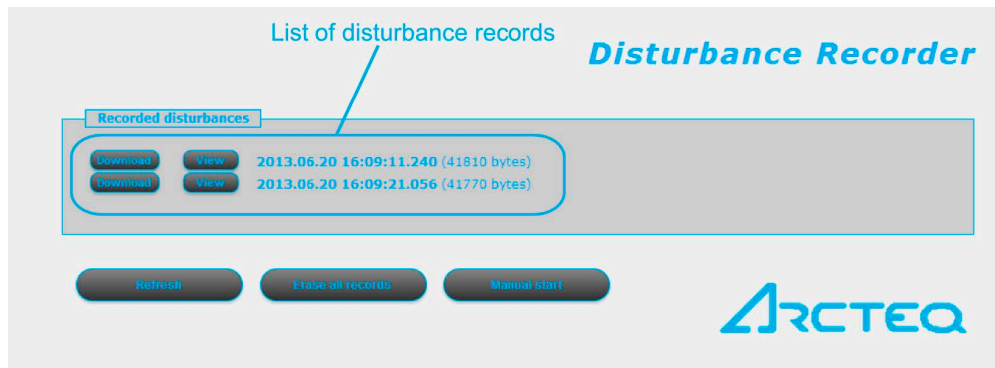 List of disturbance records
Disturbance Recorder
Recorded disturbances
Download View 2013.06.20 16:09:11.240 (41810 bytes)
Download View 2013.06.20 16:09:21.056 (41770 bytes)
Refresh Erase all records Manual start
ARCTEQ